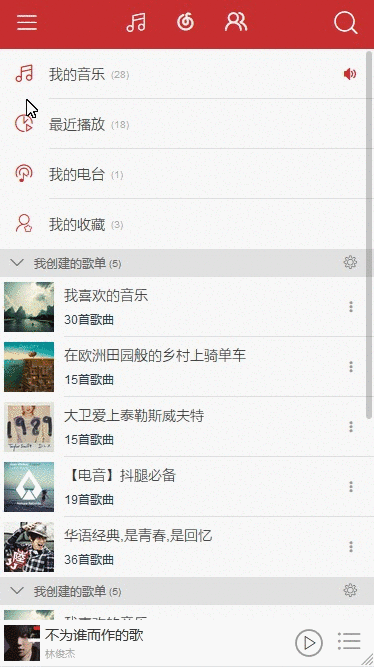 我的音乐 (28)
最近播放 (18)
我的电台 (1)
我的收藏 (3)
我创建的歌单 (5)
我喜欢的音乐
30首歌曲
在欧洲田园般的乡村上骑单车
15首歌曲
1989
大卫爱上泰勒斯威夫特
15首歌曲
【电音】抖腿必备
19首歌曲
华语经典,是青春,是回忆
36首歌曲
我创建的歌单 (5)
我喜欢的音乐
不为谁而作的歌
林俊杰